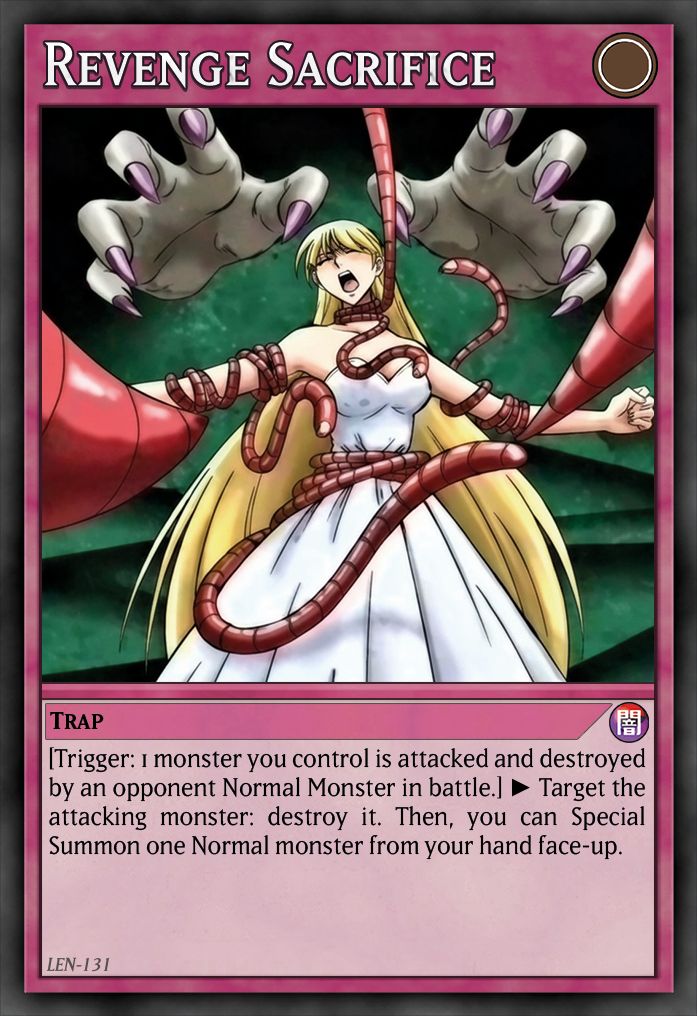 REVENGE SACRIFICE
TRAP
闇
[Trigger: 1 monster you control is attacked and destroyed
by an opponent Normal Monster in battle.] ► Target the
attacking monster: destroy it. Then, you can Special
Summon one Normal monster from your hand face-up.
LEN-131